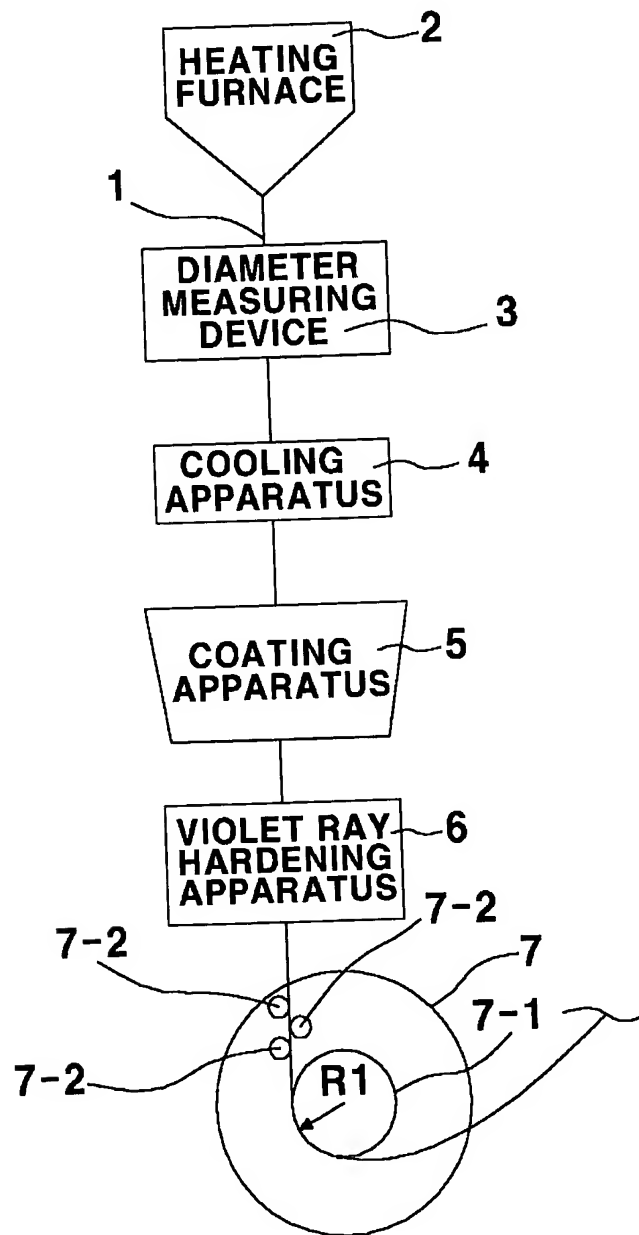 2
HEATING
FURNACE
1
DIAMETER
MEASURING
DEVICE
3
COOLING
APPARATUS
4
COATING
APPARATUS
5
VIOLET RAY
HARDENING
APPARATUS
6
7-2
7-2
7
7-1
7-2
R1